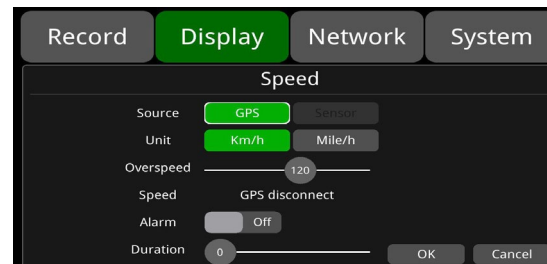 Record Display Network System
Speed
Source GPS Sensor
Unit Km/h Mile/h
Overspeed 120
Speed GPS disconnect
Alarm Off
Duration 0 OK Cancel